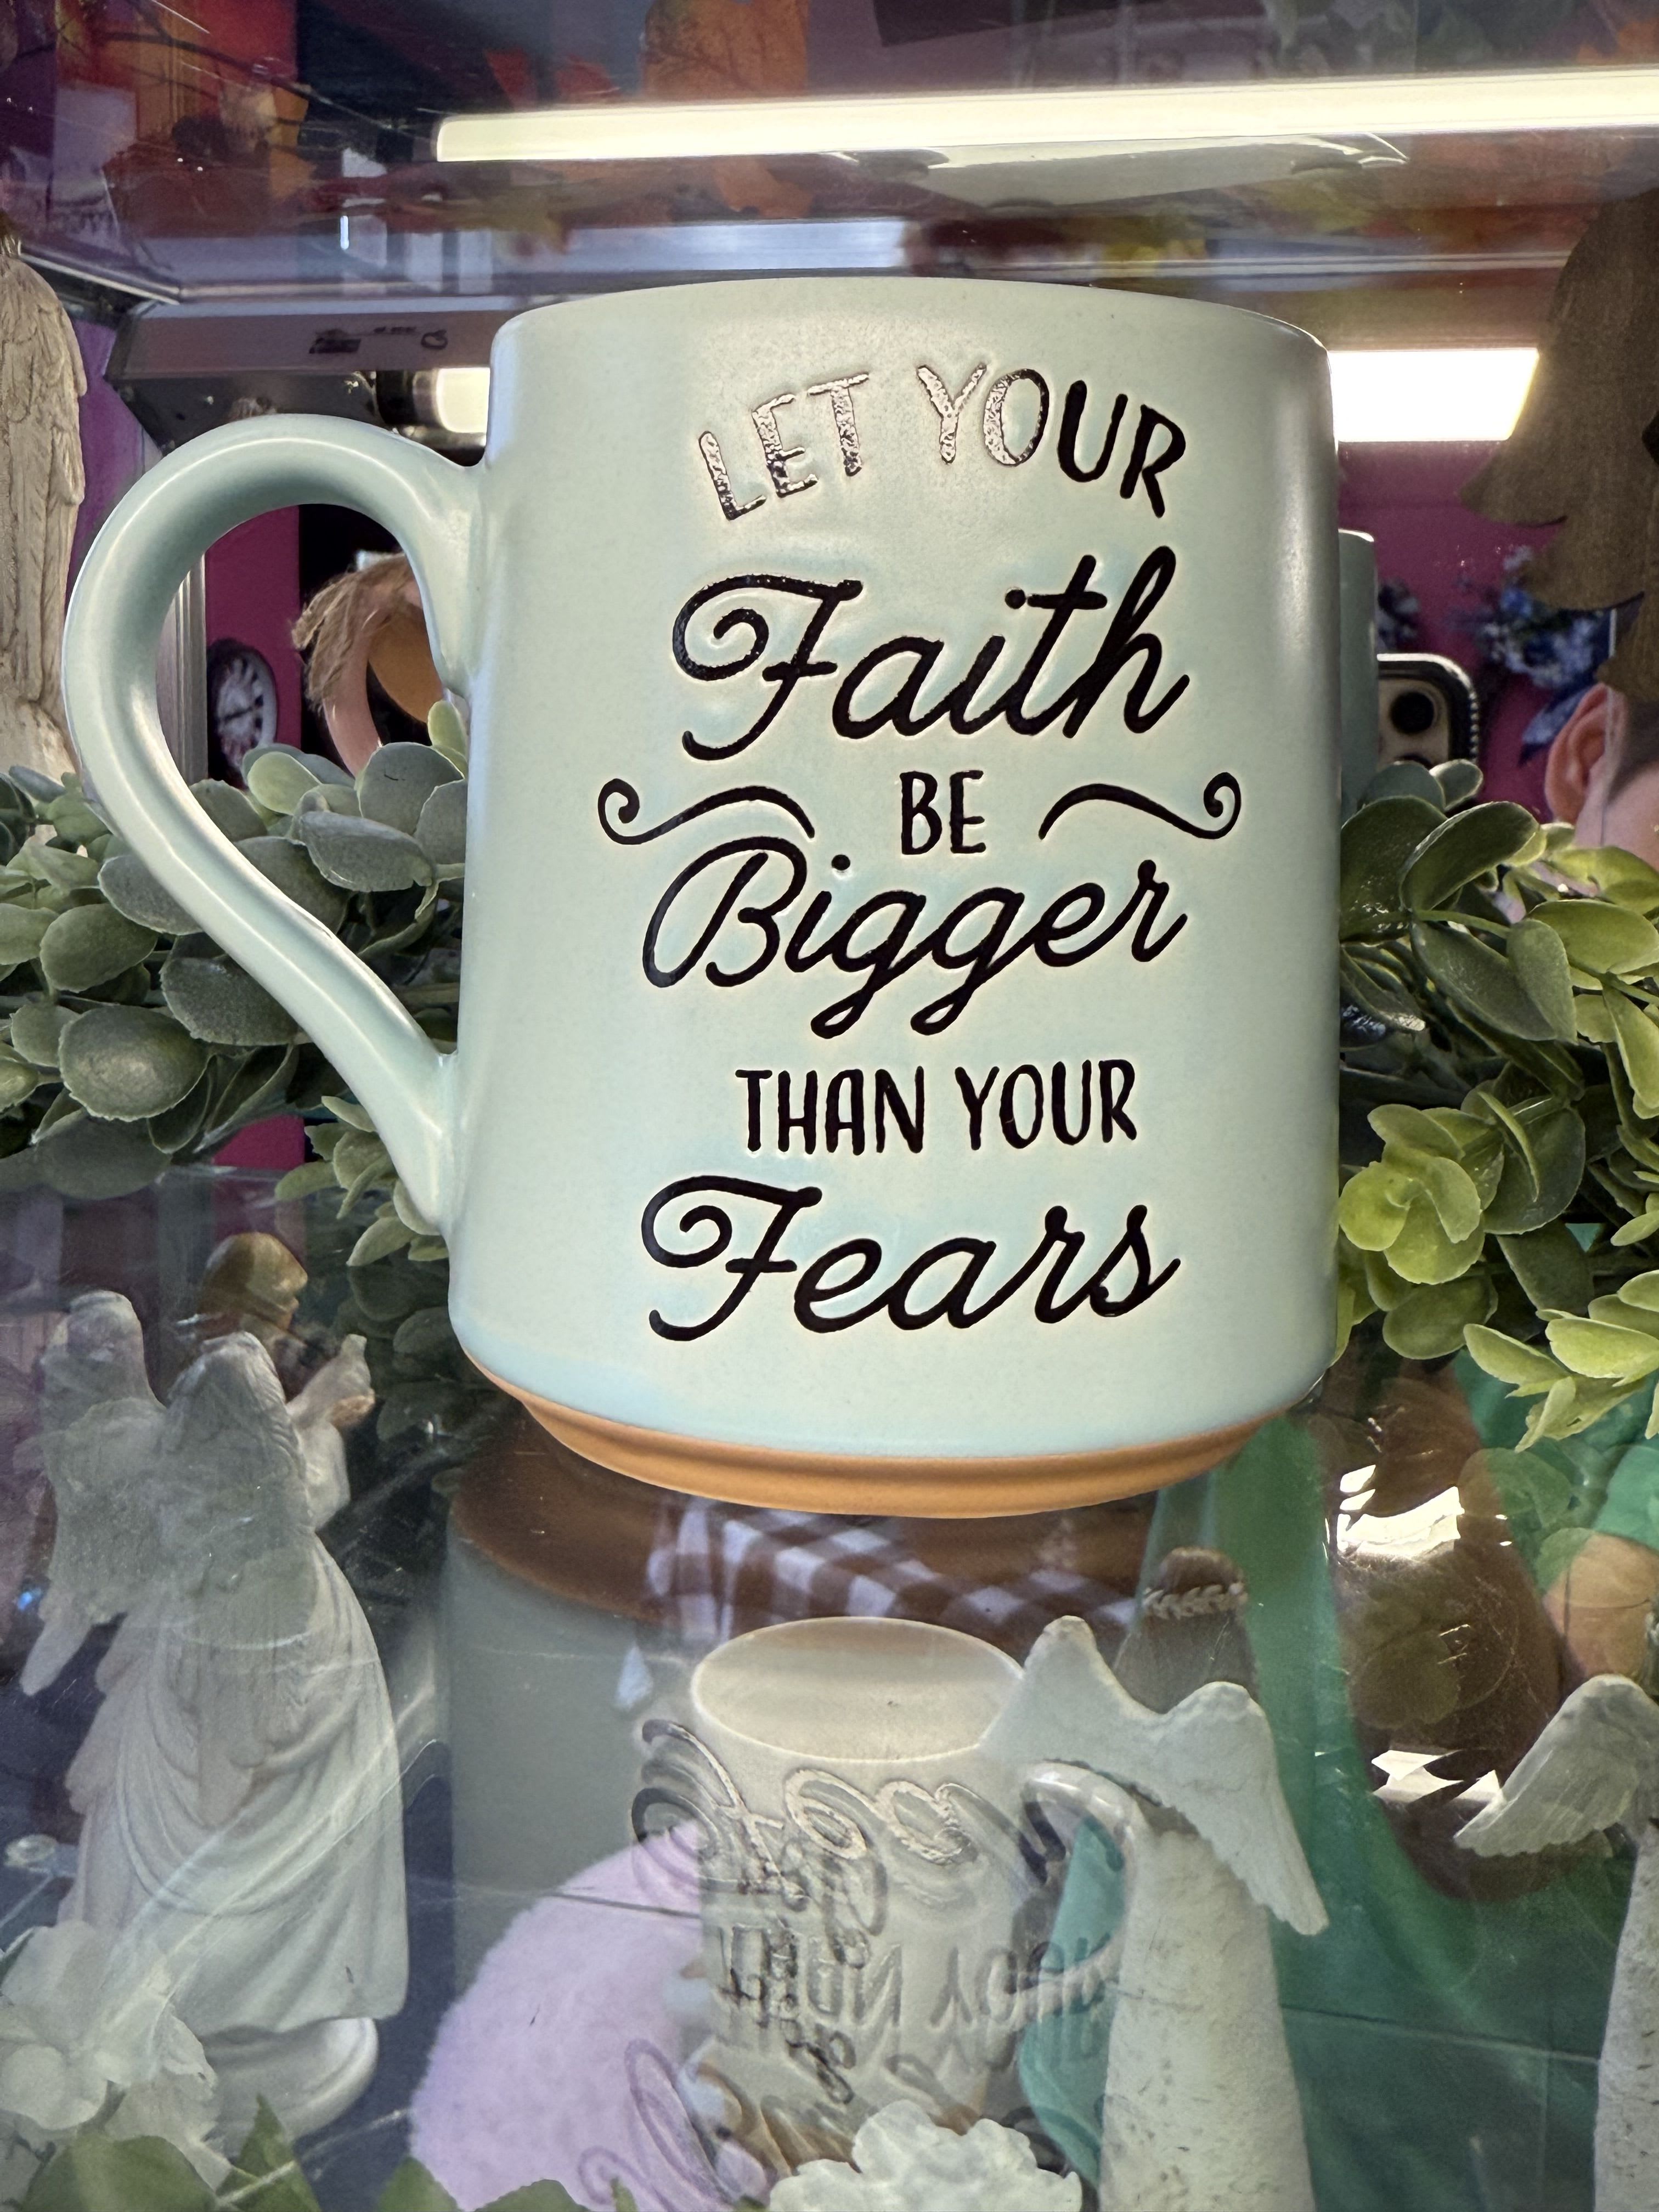 LET YOUR
Faith
BE
Bigger
THAN YOUR
Fears